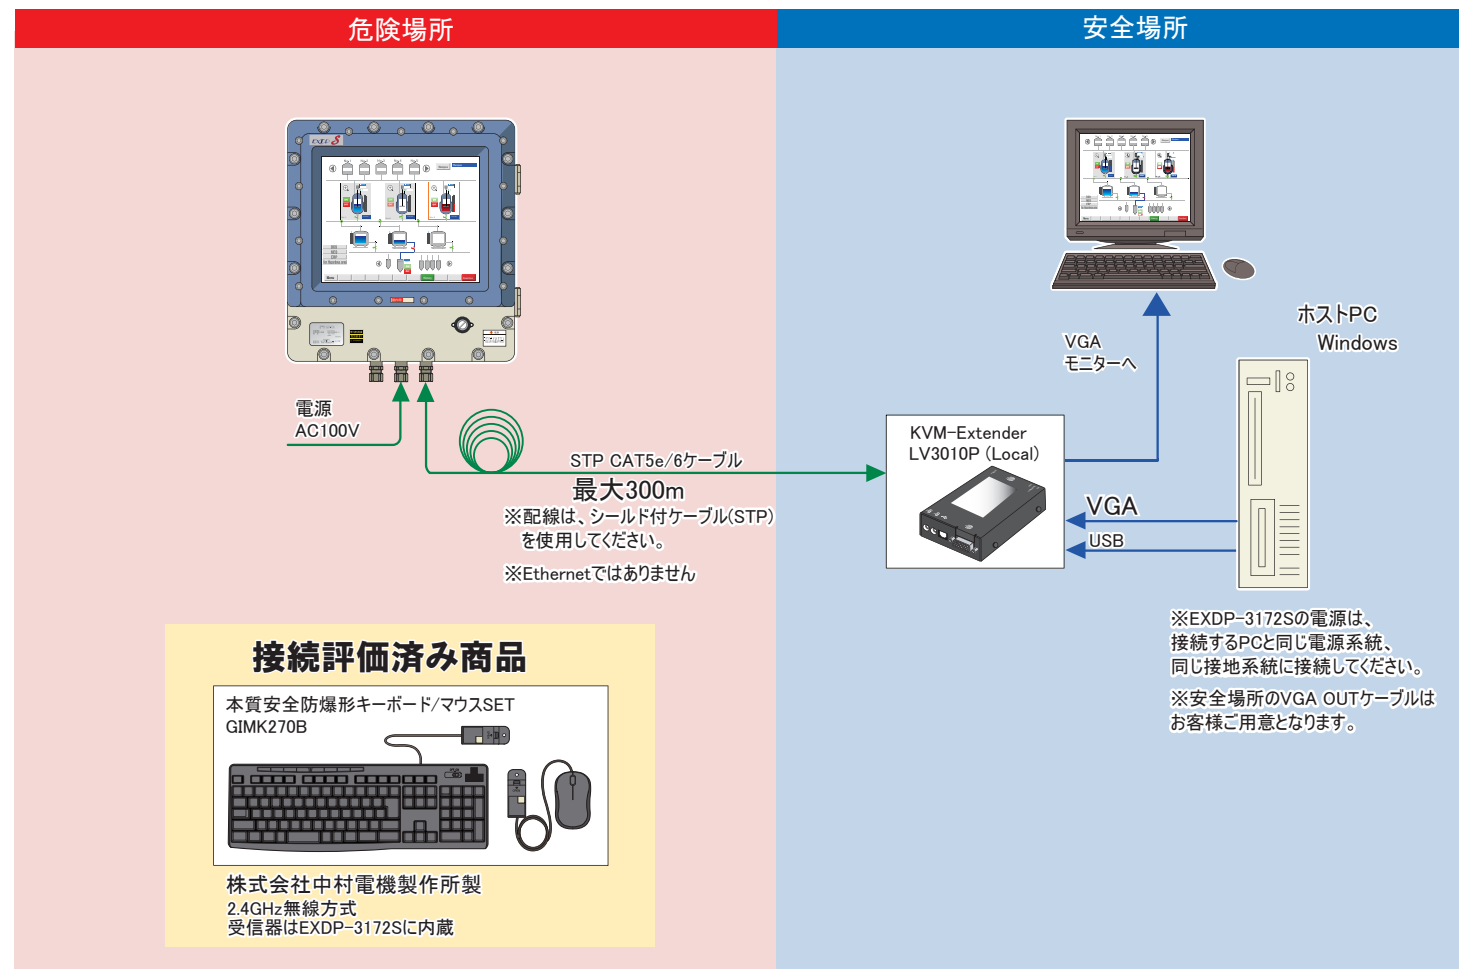 危険場所
安全場所
EXDP S
電源
AC100V
STP CAT5e/6ケーブル
最大300m
※配線は、シールド付ケーブル(STP)
を使用してください。
※Ethernetではありません
KVM-Extender
LV3010P (Local)
VGA
モニターへ
VGA
USB
ホストPC
Windows
※EXDP-3172Sの電源は、
接続するPCと同じ電源系統、
同じ接地系統に接続してください。
※安全場所のVGA OUTケーブルは
お客様ご用意となります。
接続評価済み商品
本質安全防爆形キーボード/マウスSET
GIMK270B
株式会社中村電機製作所製
2.4GHz無線方式
受信器はEXDP-3172Sに内蔵